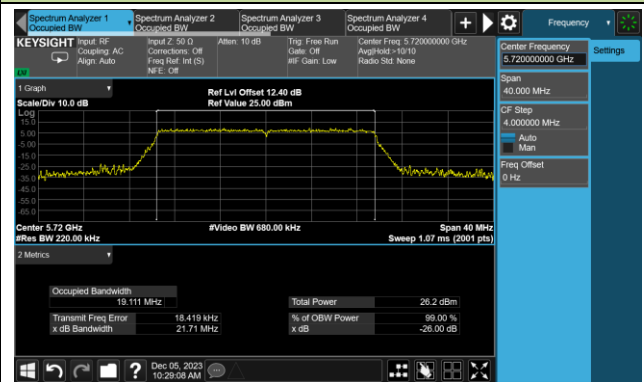 Spectrum Analyzer 1
Occupied BW
Spectrum Analyzer 2
Occupied BW
Spectrum Analyzer 3
Occupied BW
Spectrum Analyzer 4
Occupied BW
Frequency
KEYSIGHT
Input: RF
Coupling: AC
Align: Auto
Input Z: 50 Ω
Corrections: Off
Freq Ref: Int (S)
NFE: Off
Atten: 10 dB
Trig: Free Run
Gate: Off
#IF Gain: Low
Center Freq: 5.720000000 GHz
Avg|Hold:>10/10
Radio Std: None
Center Frequency
5.720000000 GHz
Settings
Span
40.000 MHz
CF Step
4.000000 MHz
Auto
Man
Freq Offset
0 Hz
1 Graph
Scale/Div 10.0 dB
Ref Lvl Offset 12.40 dB
Ref Value 25.00 dBm
Log
15.0
5.00
-5.00
-15.0
-25.0
-35.0
-45.0
-55.0
-65.0
Center 5.72 GHz
#Res BW 220.00 kHz
#Video BW 680.00 kHz
Span 40 MHz
Sweep 1.07 ms (2001 pts)
2 Metrics
Occupied Bandwidth
19.111 MHz
Total Power 26.2 dBm
Transmit Freq Error 18.419 kHz
% of OBW Power 99.00 %
x dB Bandwidth 21.71 MHz
x dB -26.00 dB
Dec 05, 2023
10:29:08 AM